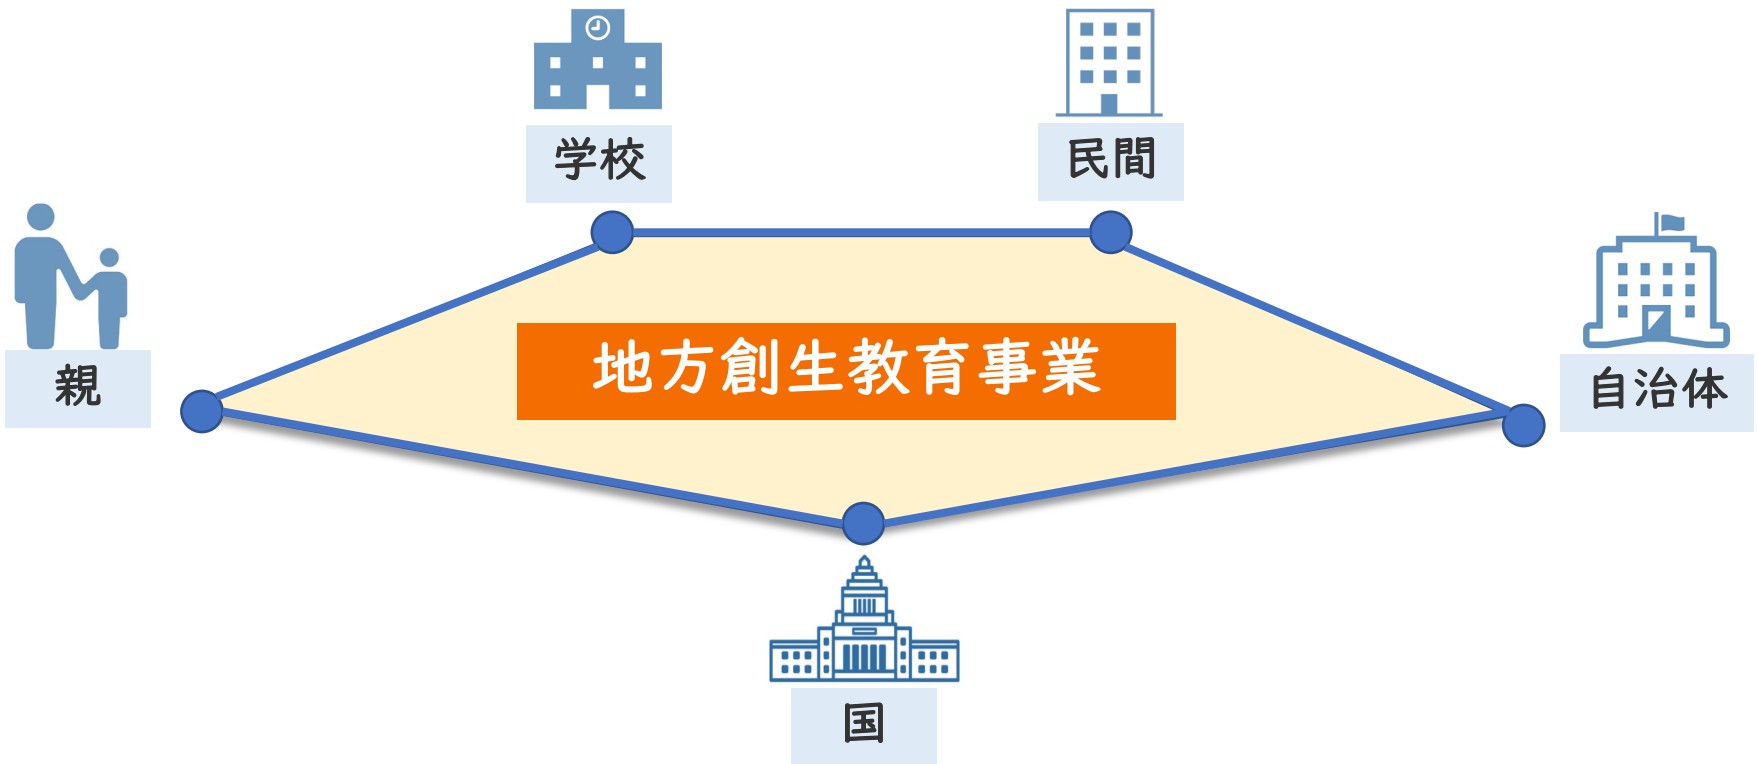 学校
民間
親
地方創生教育事業
自治体
国